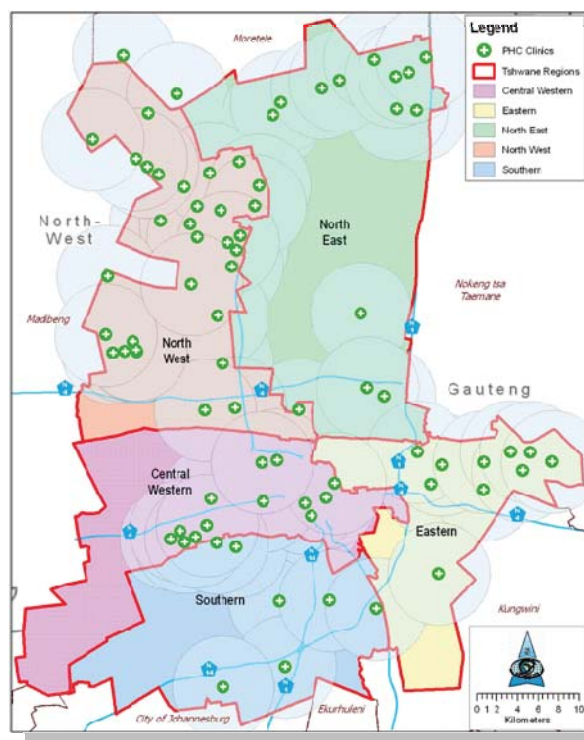 Moretele
Legend
PHC Clinics
Tshwane Regions
Central Western
Eastern
North East
North West
Southern
North-
West
North
East
Nokeng tsa
Taemane
Madibeng
North
West
Gauteng
Central
Western
Eastern
Southern
Kungwini
City of Johannesburg
Ekurhuleni
0 1 2 4 6 8 10
Kilometers